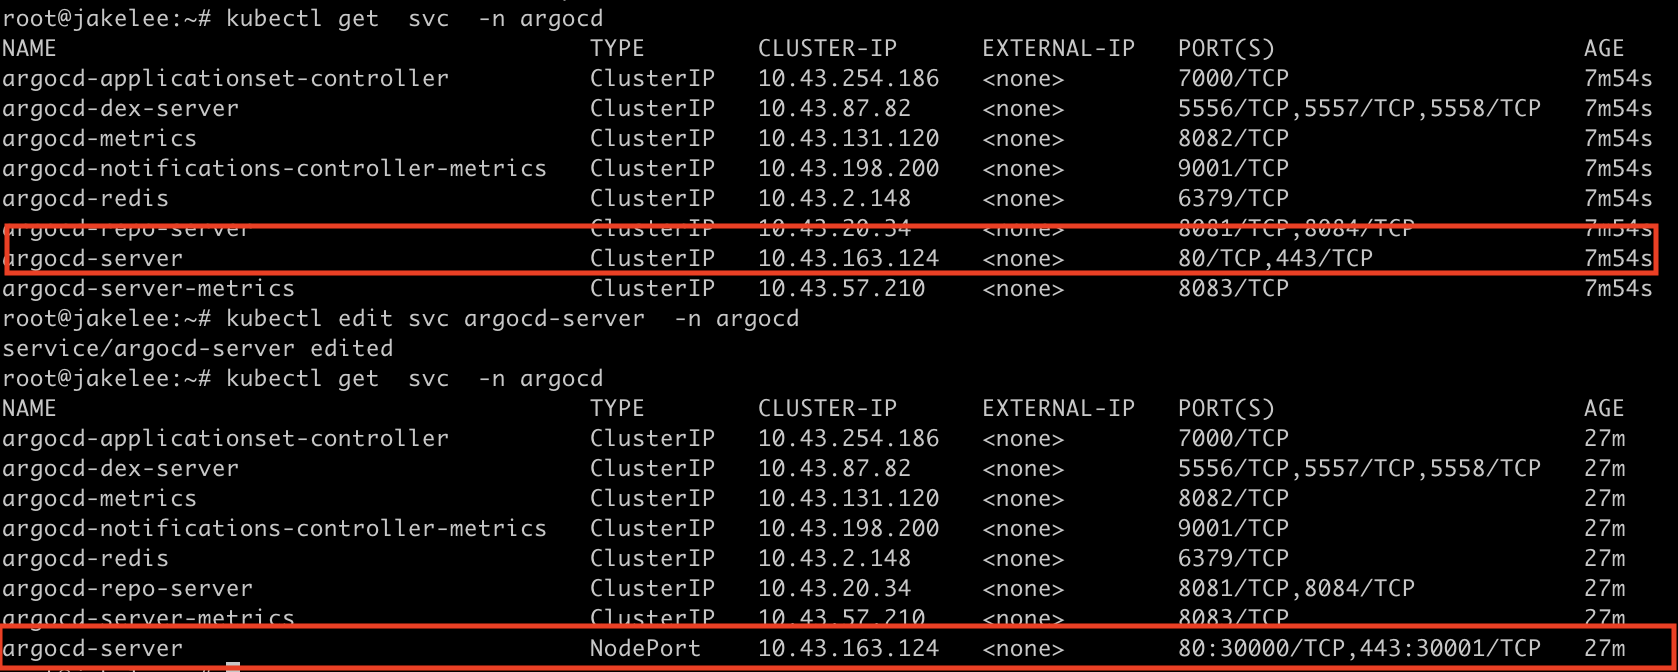 root@jakelee:~# kubectl get  svc  -n argocd
NAME                                      TYPE        CLUSTER-IP      EXTERNAL-IP   PORT(S)                      AGE
argocd-applicationset-controller          ClusterIP   10.43.254.186   <none>        7000/TCP                     7m54s
argocd-dex-server                         ClusterIP   10.43.87.82     <none>        5556/TCP,5557/TCP,5558/TCP   7m54s
argocd-metrics                            ClusterIP   10.43.131.120   <none>        8082/TCP                     7m54s
argocd-notifications-controller-metrics   ClusterIP   10.43.198.200   <none>        9001/TCP                     7m54s
argocd-redis                              ClusterIP   10.43.2.148     <none>        6379/TCP                     7m54s
argocd-repo-server                        ClusterIP   10.43.20.34     <none>        8081/TCP,8084/TCP            7m54s
argocd-server                             ClusterIP   10.43.163.124   <none>        80/TCP,443/TCP               7m54s
argocd-server-metrics                     ClusterIP   10.43.57.210    <none>        8083/TCP                     7m54s
root@jakelee:~# kubectl edit svc argocd-server  -n argocd
service/argocd-server edited
root@jakelee:~# kubectl get  svc  -n argocd
NAME                                      TYPE        CLUSTER-IP      EXTERNAL-IP   PORT(S)                      AGE
argocd-applicationset-controller          ClusterIP   10.43.254.186   <none>        7000/TCP                     27m
argocd-dex-server                         ClusterIP   10.43.87.82     <none>        5556/TCP,5557/TCP,5558/TCP   27m
argocd-metrics                            ClusterIP   10.43.131.120   <none>        8082/TCP                     27m
argocd-notifications-controller-metrics   ClusterIP   10.43.198.200   <none>        9001/TCP                     27m
argocd-redis                              ClusterIP   10.43.2.148     <none>        6379/TCP                     27m
argocd-repo-server                        ClusterIP   10.43.20.34     <none>        8081/TCP,8084/TCP            27m
argocd-server-metrics                     ClusterIP   10.43.57.210    <none>        8083/TCP                     27m
argocd-server                             NodePort    10.43.163.124   <none>        80:30000/TCP,443:30001/TCP   27m